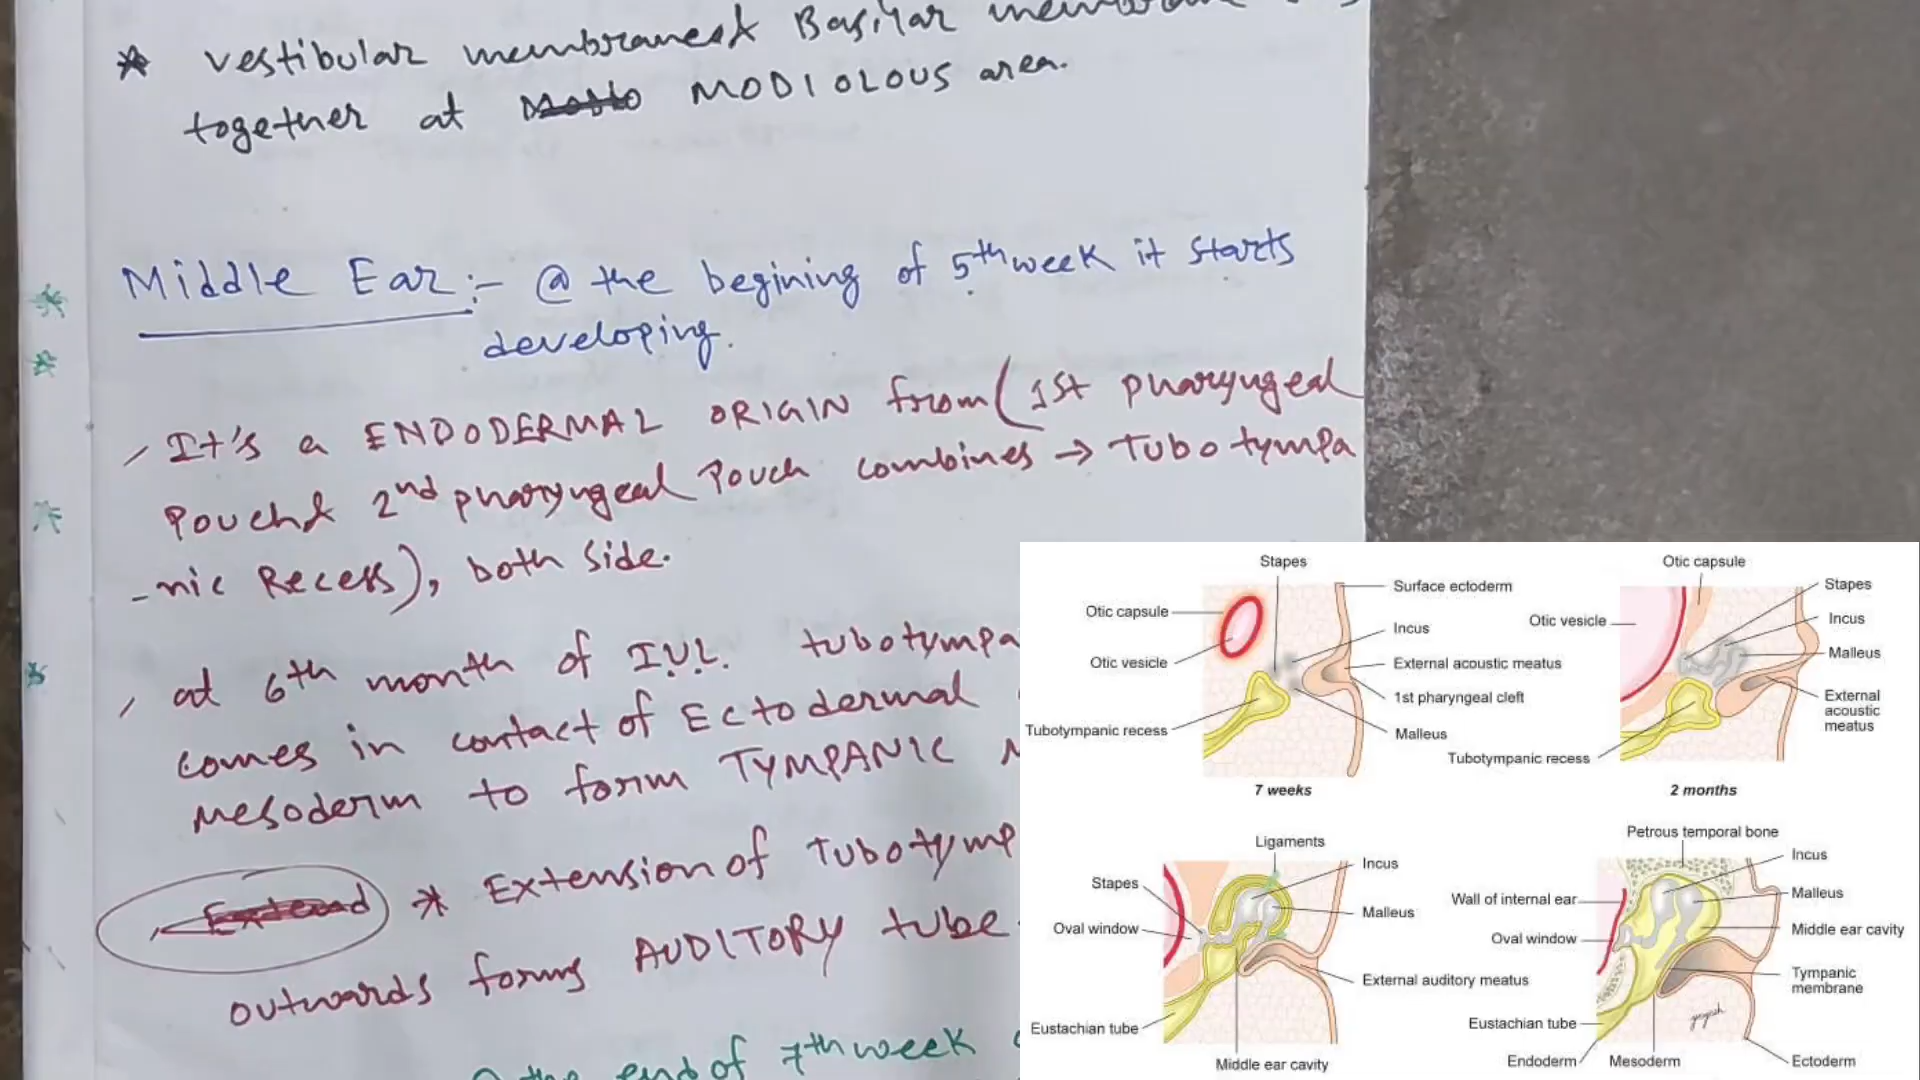 * vestibular membranes & Basilar membrane
together at MODIOLOUS area.
Middle Ear :- @ the begining of 5th week it starts
developing.
It's a ENDODERMAL ORIGIN from (1st pharyngeal
Pouch & 2nd pharyngeal Pouch combines → Tubotympa
-nic Recess), both side.
at 6th month of I.U.L. tubotympa
comes in contact of Ectodermal
mesoderm to form TYMPANIC M
Extend * Extension of Tubotymp
outwards forms AUDITORY tube.
@ the end of 7th week
Stapes
Otic capsule
Surface ectoderm
Incus
Otic vesicle
External acoustic meatus
1st pharyngeal cleft
Tubotympanic recess
Malleus
7 weeks
Otic capsule
Stapes
Otic vesicle
Incus
Malleus
External
acoustic
meatus
Tubotympanic recess
2 months
Ligaments
Incus
Stapes
Malleus
Oval window
External auditory meatus
Eustachian tube
Middle ear cavity
Petrous temporal bone
Incus
Wall of internal ear
Malleus
Oval window
Middle ear cavity
Tympanic
membrane
Eustachian tube
Endoderm
Mesoderm
Ectoderm